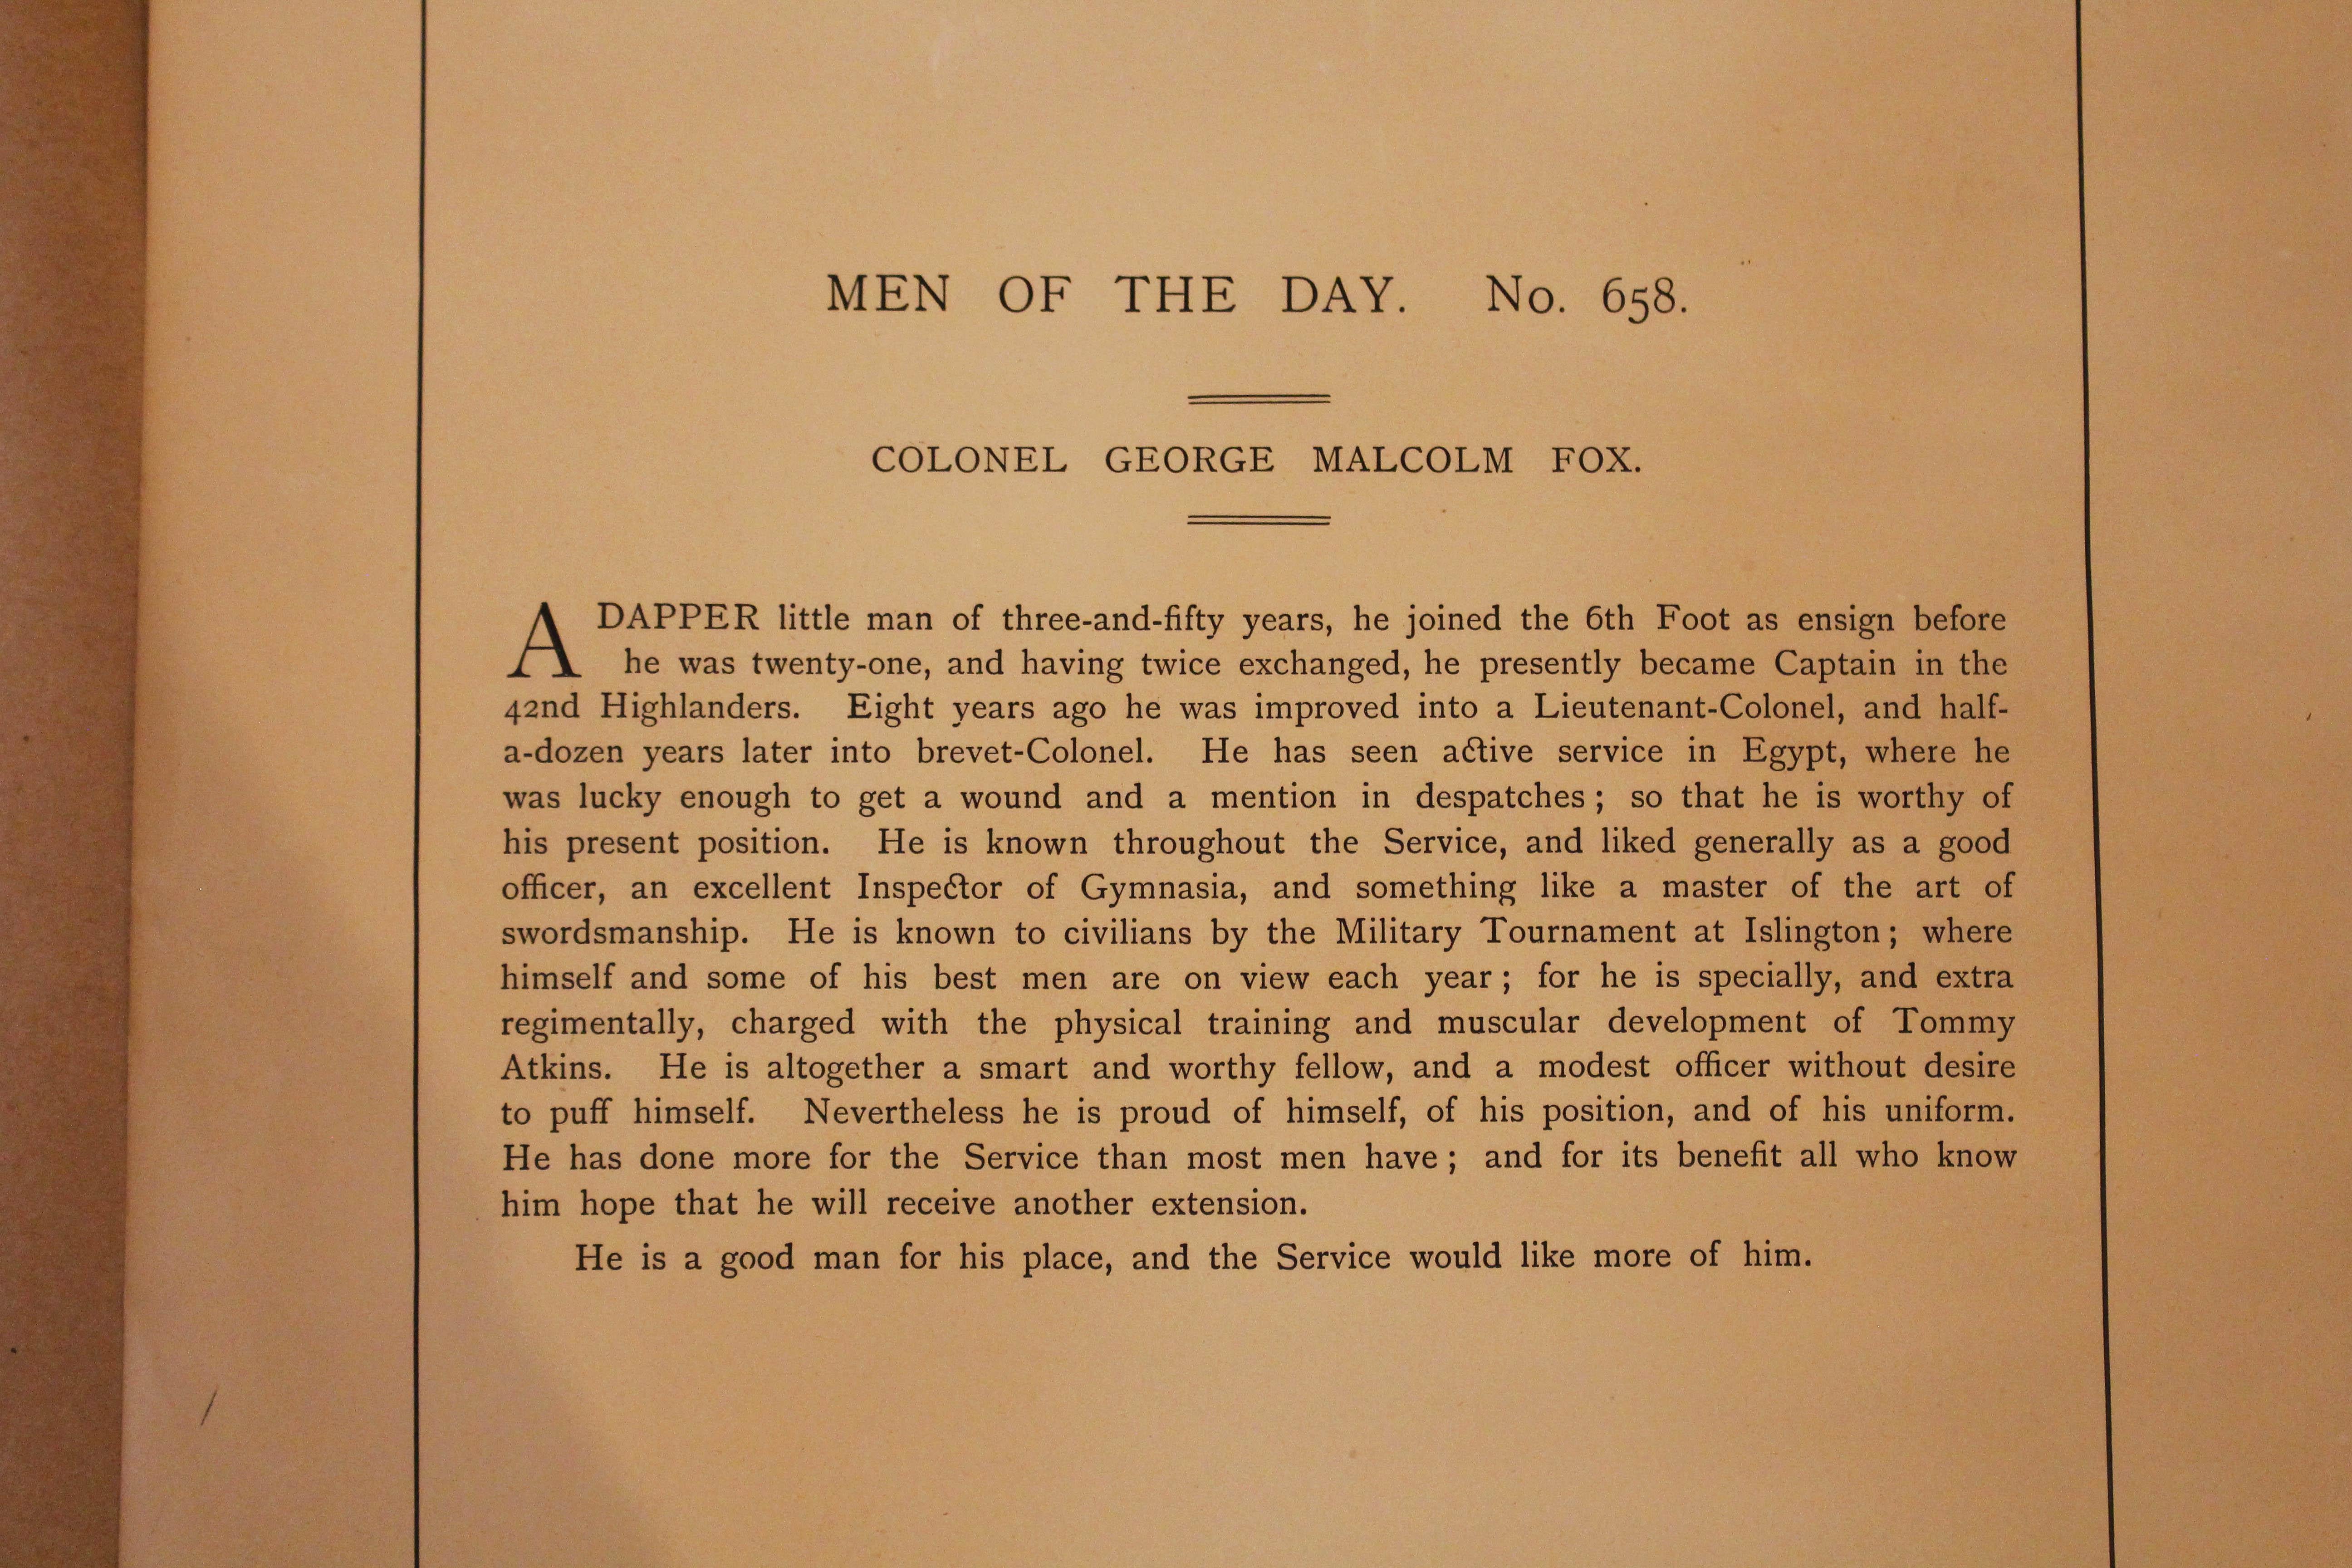 MEN OF THE DAY. No. 658.
COLONEL GEORGE MALCOLM FOX.
A DAPPER little man of three-and-fifty years, he joined the 6th Foot as ensign before
he was twenty-one, and having twice exchanged, he presently became Captain in the
42nd Highlanders. Eight years ago he was improved into a Lieutenant-Colonel, and half-
a-dozen years later into brevet-Colonel. He has seen active service in Egypt, where he
was lucky enough to get a wound and a mention in despatches; so that he is worthy of
his present position. He is known throughout the Service, and liked generally as a good
officer, an excellent Inspector of Gymnasia, and something like a master of the art of
swordsmanship. He is known to civilians by the Military Tournament at Islington; where
himself and some of his best men are on view each year; for he is specially, and extra
regimentally, charged with the physical training and muscular development of Tommy
Atkins. He is altogether a smart and worthy fellow, and a modest officer without desire
to puff himself. Nevertheless he is proud of himself, of his position, and of his uniform.
He has done more for the Service than most men have; and for its benefit all who know
him hope that he will receive another extension.
He is a good man for his place, and the Service would like more of him.